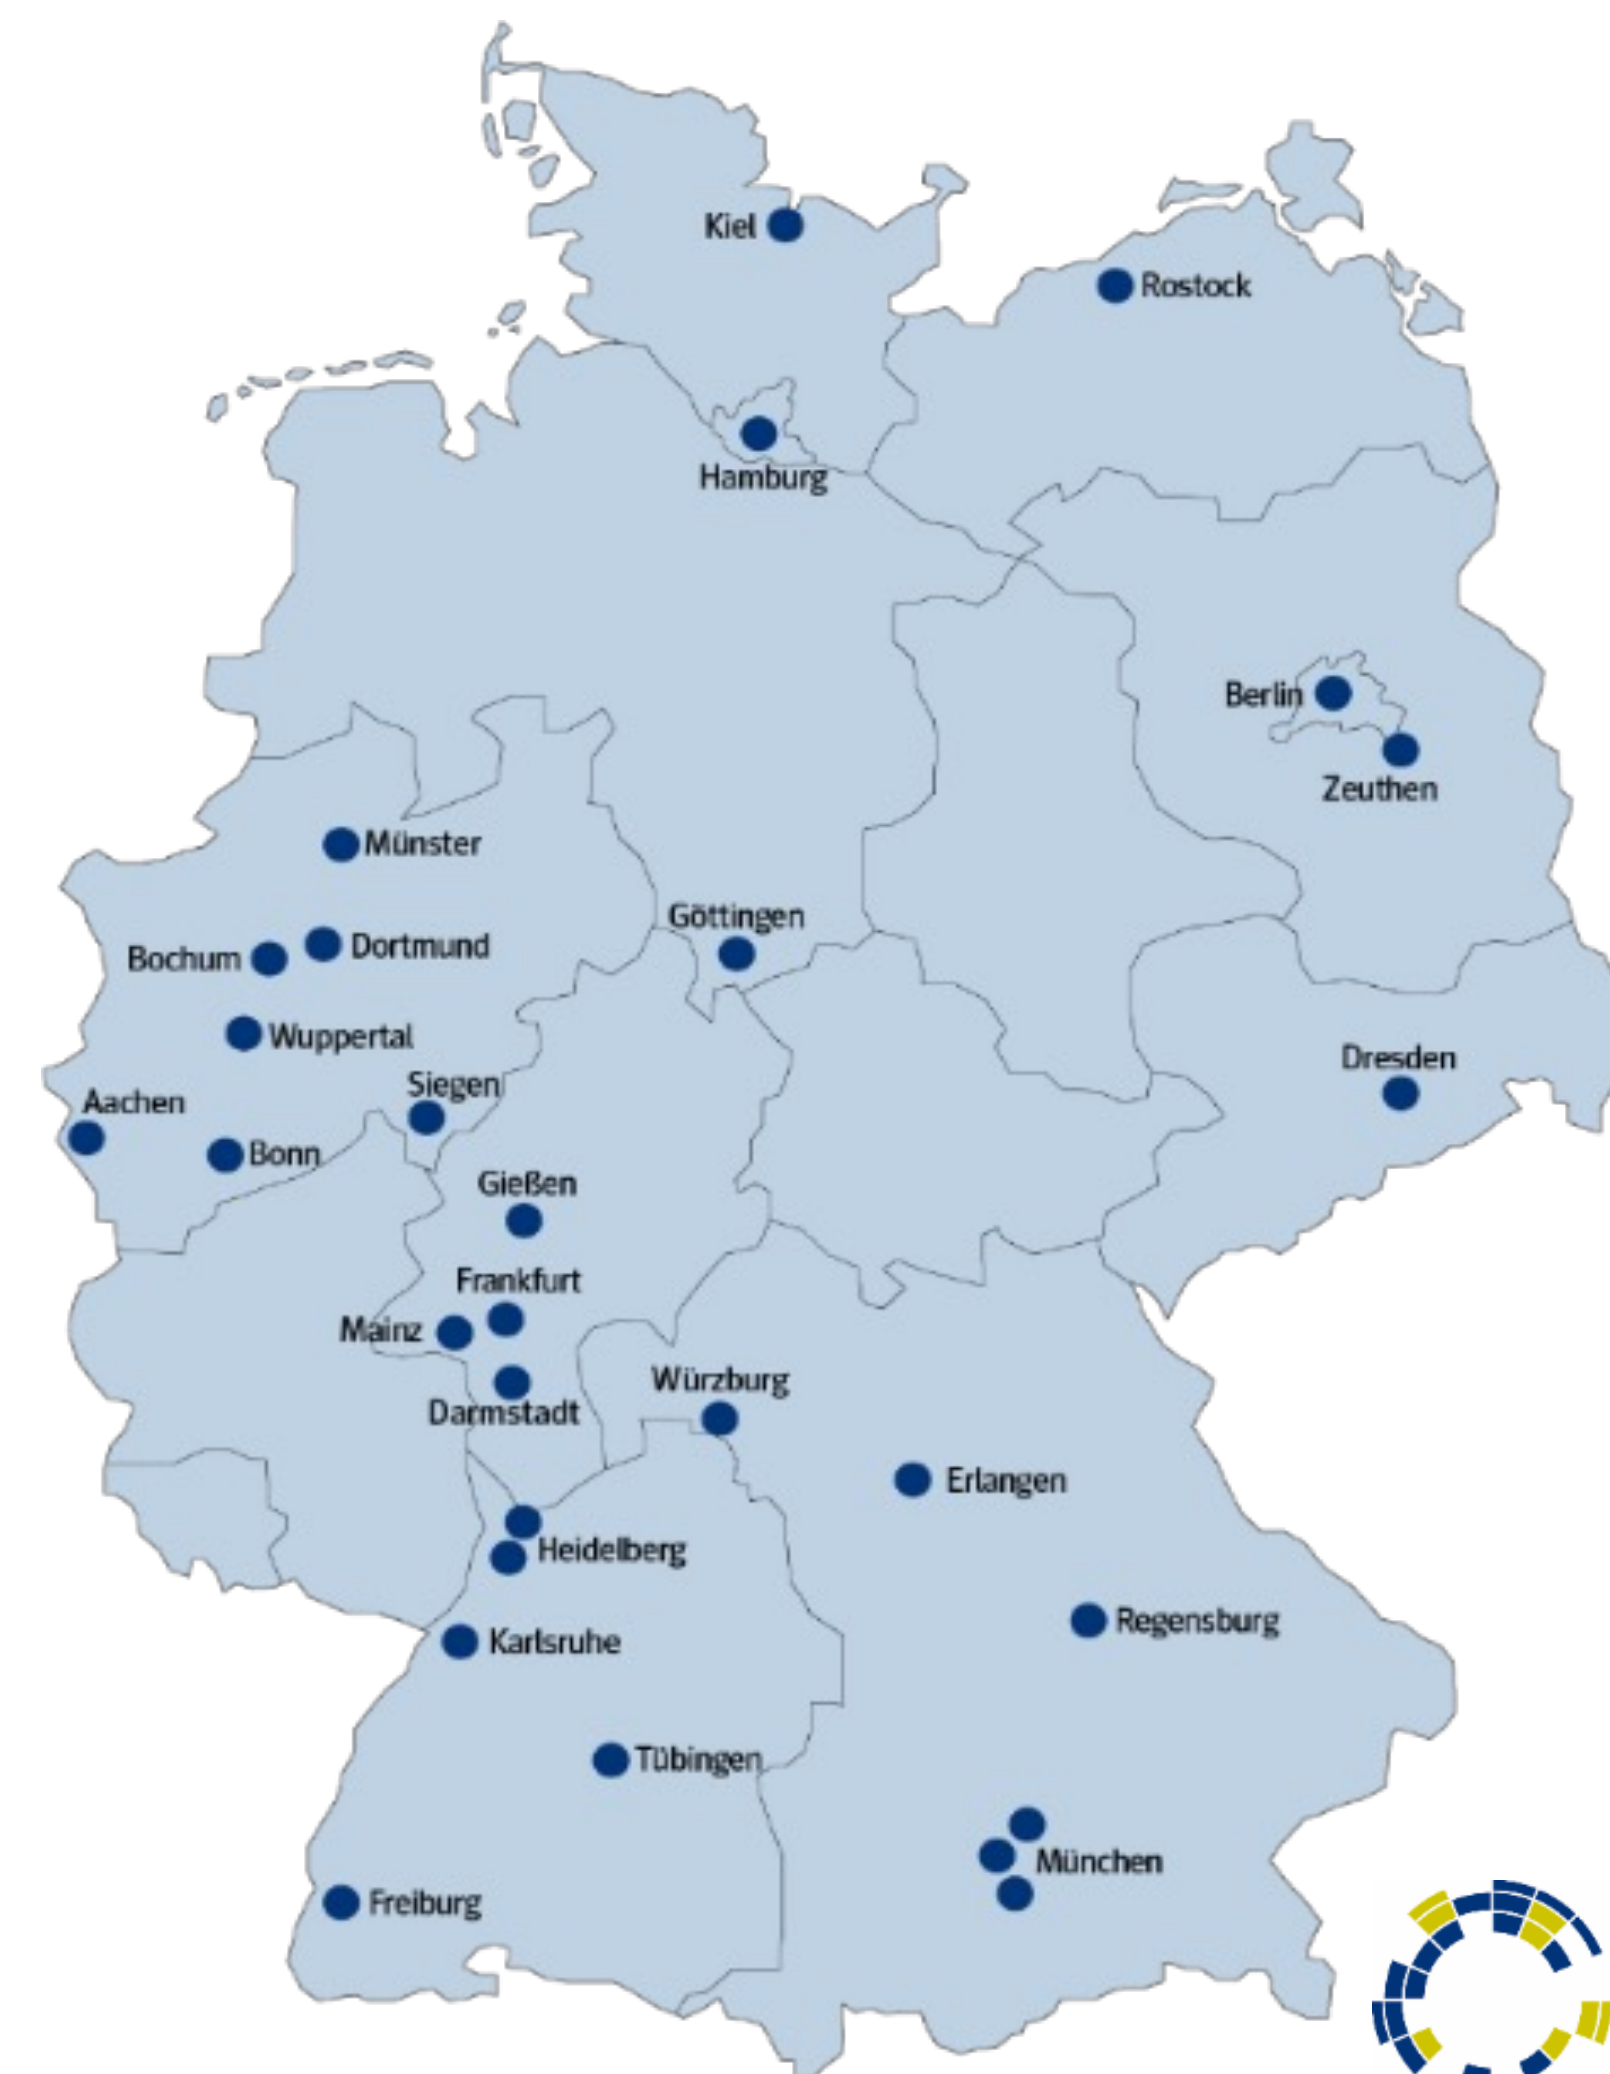 Kiel
Rostock
Hamburg
Berlin
Zeuthen
Münster
Göttingen
Dortmund
Bochum
Wuppertal
Dresden
Siegen
Aachen
Bonn
Gießen
Frankfurt
Mainz
Würzburg
Darmstadt
Erlangen
Heidelberg
Regensburg
Karlsruhe
Tübingen
München
Freiburg